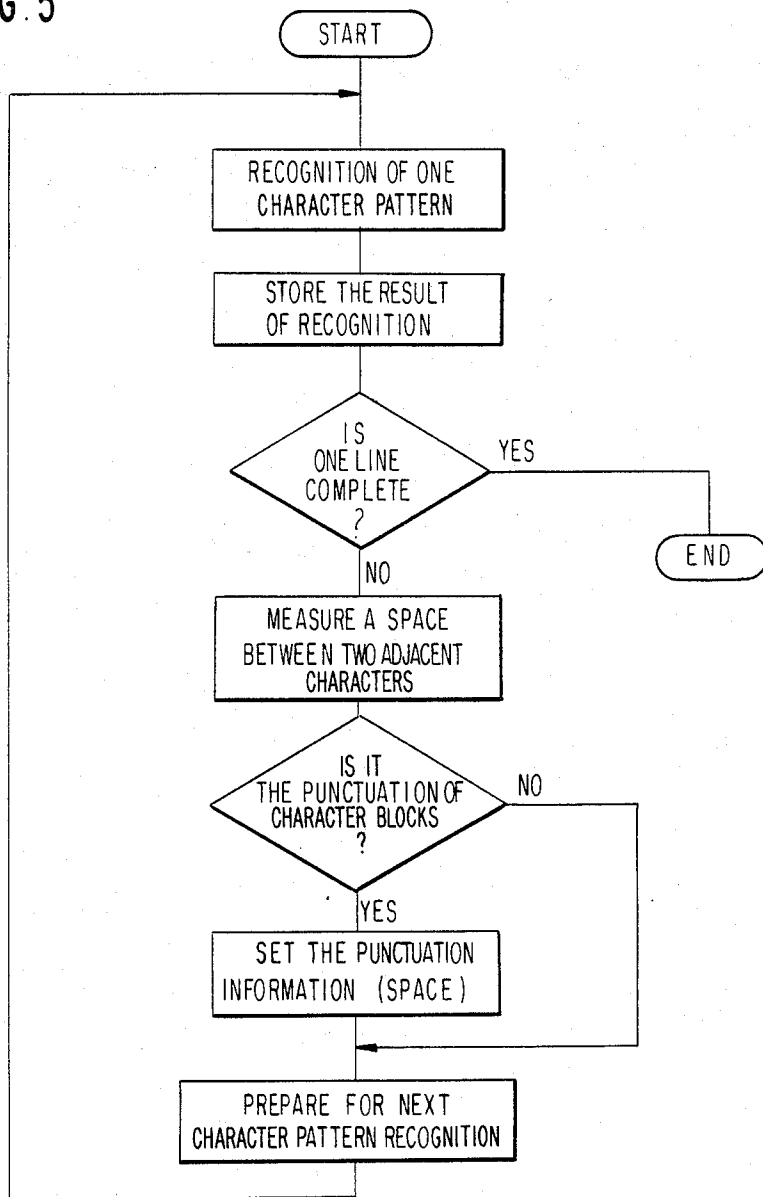 G. 5
START
RECOGNITION OF ONE
CHARACTER PATTERN
STORE THE RESULT
OF RECOGNITION
IS
ONE LINE
COMPLETE
?
YES
END
NO
MEASURE A SPACE
BETWEEN TWO ADJACENT
CHARACTERS
IS IT
THE PUNCTUATION OF
CHARACTER BLOCKS
?
NO
YES
SET THE PUNCTUATION
INFORMATION (SPACE)
PREPARE FOR NEXT
CHARACTER PATTERN RECOGNITION